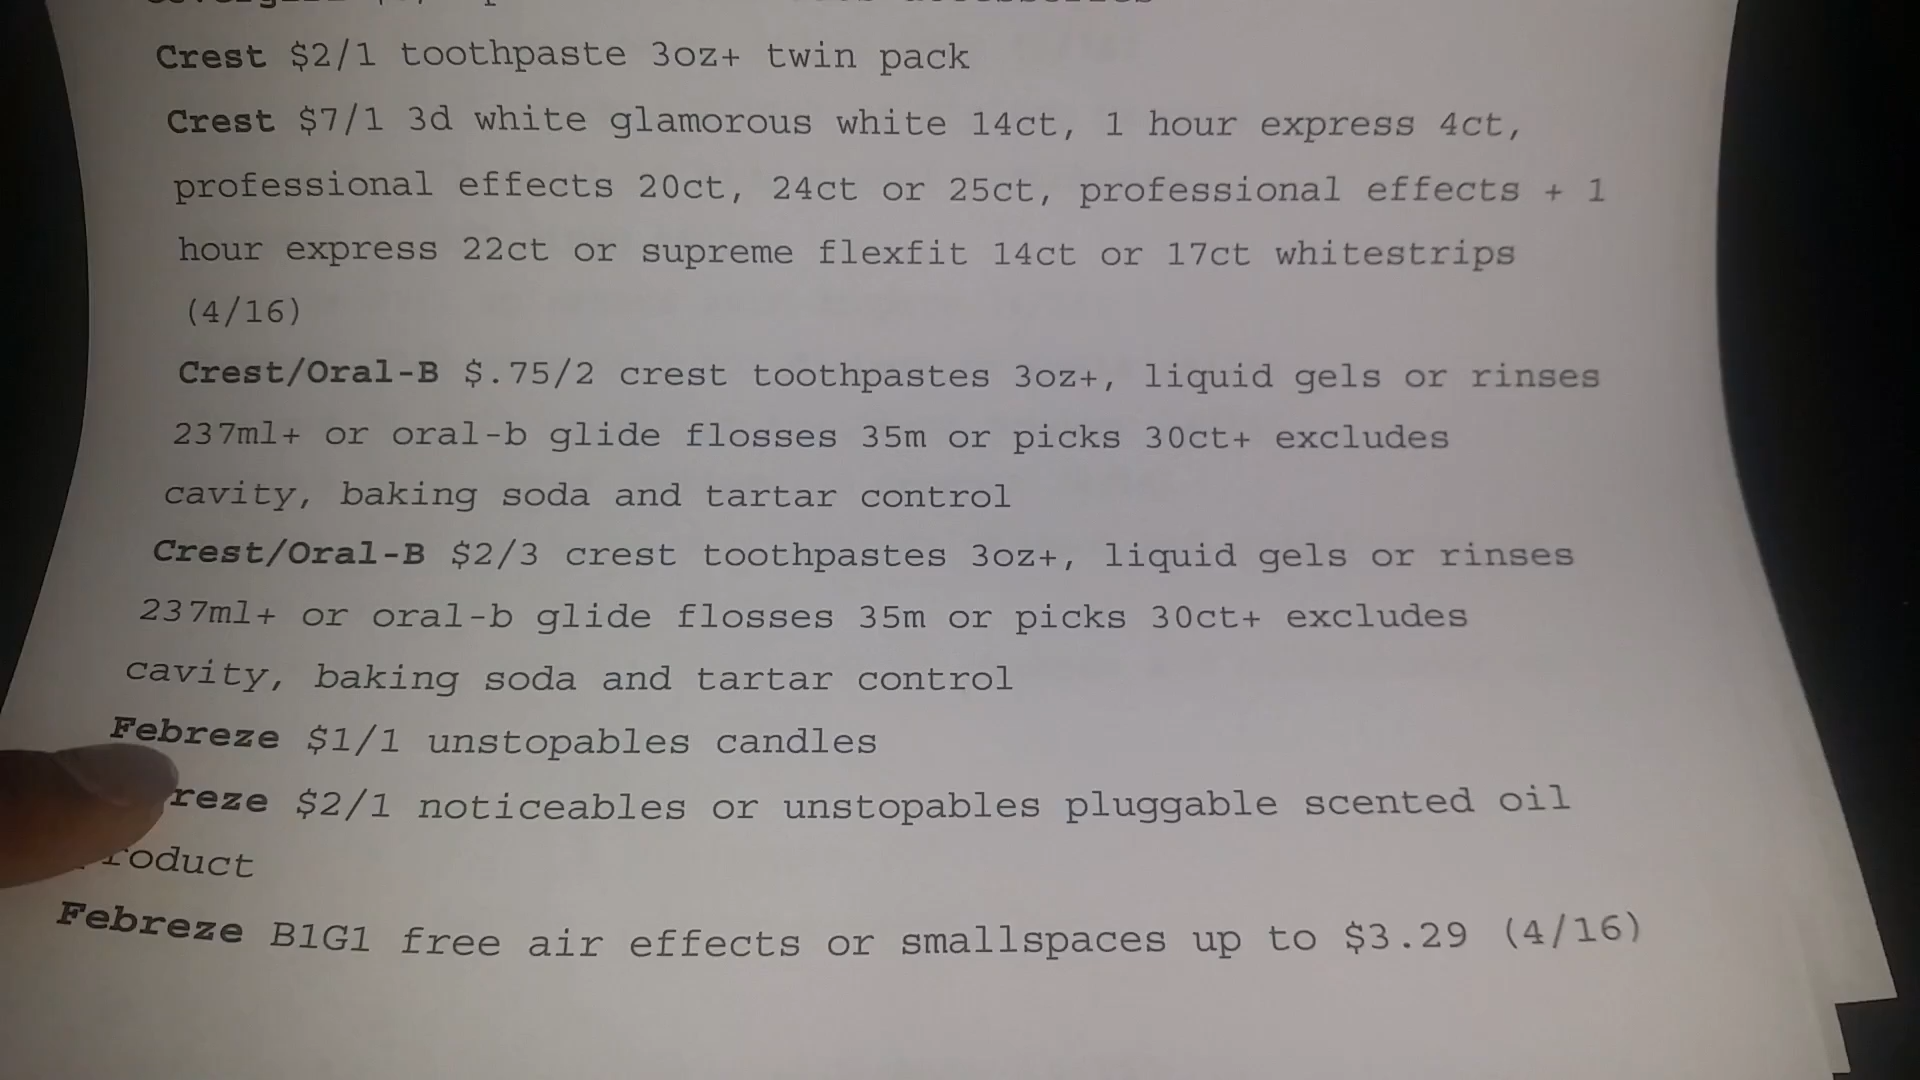 Crest $2/1 toothpaste 3oz+ twin pack
Crest $7/1 3d white glamorous white 14ct, 1 hour express 4ct,
professional effects 20ct, 24ct or 25ct, professional effects + 1
hour express 22ct or supreme flexfit 14ct or 17ct whitestrips
(4/16)
Crest/Oral-B $.75/2 crest toothpastes 3oz+, liquid gels or rinses
237ml+ or oral-b glide flosses 35m or picks 30ct+ excludes
cavity, baking soda and tartar control
Crest/Oral-B $2/3 crest toothpastes 3oz+, liquid gels or rinses
237ml+ or oral-b glide flosses 35m or picks 30ct+ excludes
cavity, baking soda and tartar control
Febreze $1/1 unstopables candles
reze $2/1 noticeables or unstopables pluggable scented oil
roduct
Febreze B1G1 free air effects or smallspaces up to $3.29 (4/16)